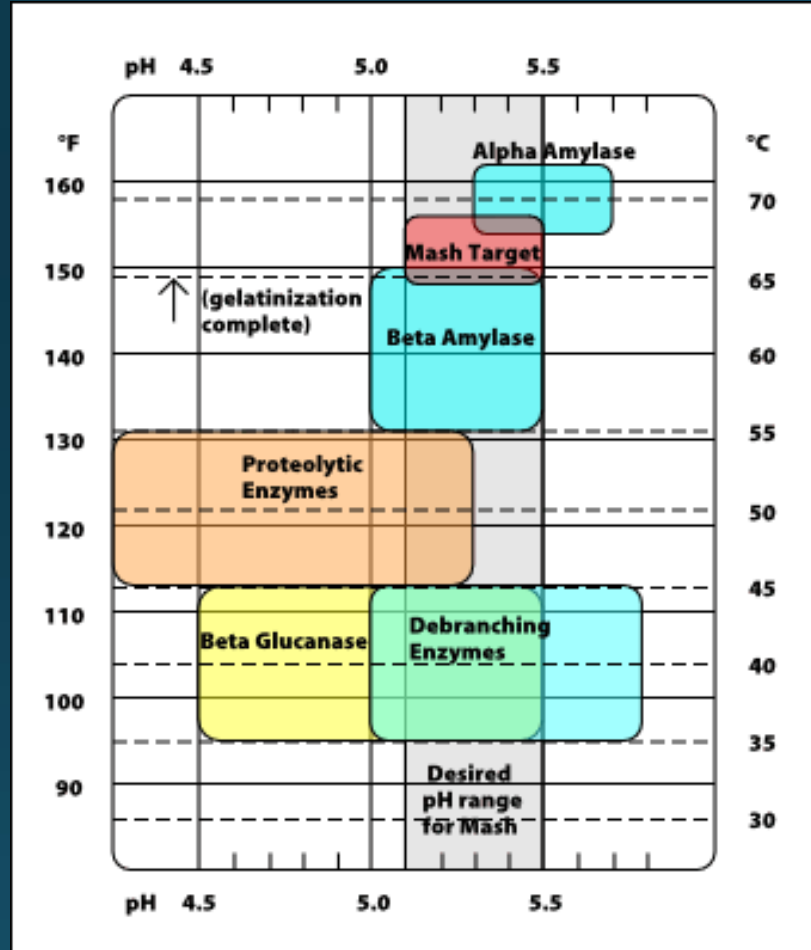 pH 4.5 5.0 5.5
°F °C
Alpha Amylase
160
70
Mash Target
150
65
(gelatinization
complete)
Beta Amylase
140 60
130 55
Proteolytic
Enzymes
50
120
45
110
Debranching
Enzymes
Beta Glucanase
40
100
35
90
Desired
pH range
for Mash
30
pH 4.5 5.0 5.5